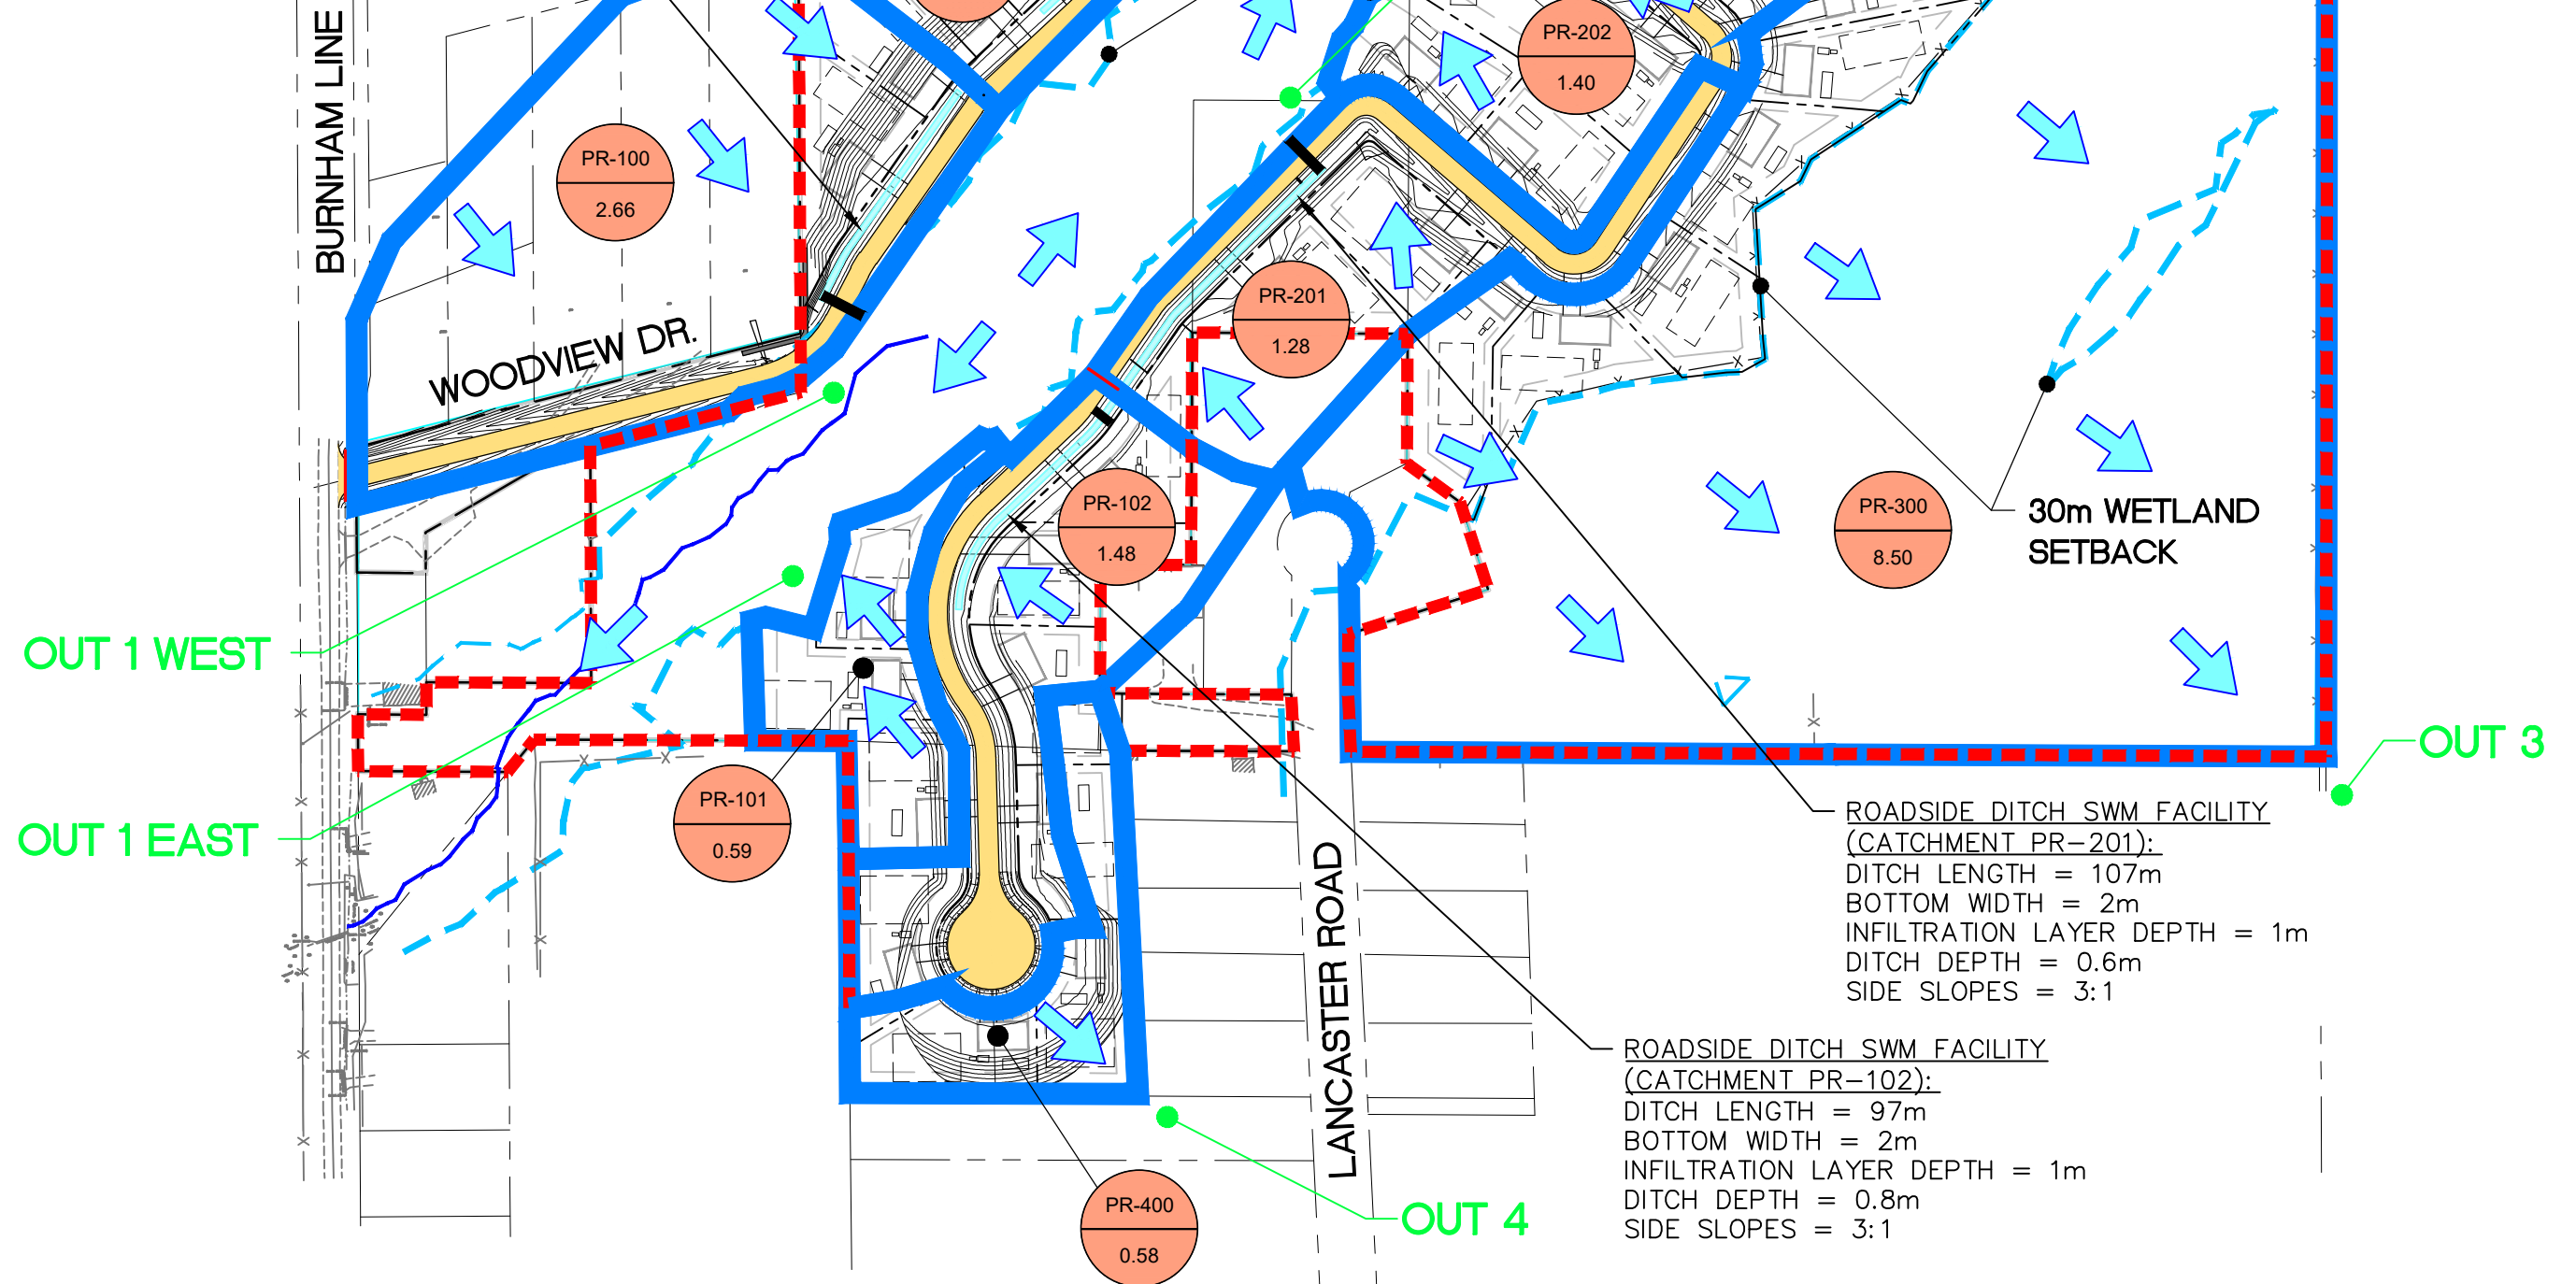 BURNHAM LINE
PR-202
1.40
PR-100
2.66
WOODVIEW DR.
PR-201
1.28
PR-102
1.48
PR-300
8.50
30m WETLAND
SETBACK
OUT 1 WEST
OUT 3
PR-101
0.59
OUT 1 EAST
ROADSIDE DITCH SWM FACILITY
(CATCHMENT PR-201):
DITCH LENGTH = 107m
BOTTOM WIDTH = 2m
INFILTRATION LAYER DEPTH = 1m
DITCH DEPTH = 0.6m
SIDE SLOPES = 3:1
LANCASTER ROAD
ROADSIDE DITCH SWM FACILITY
(CATCHMENT PR-102):
DITCH LENGTH = 97m
BOTTOM WIDTH = 2m
INFILTRATION LAYER DEPTH = 1m
DITCH DEPTH = 0.8m
SIDE SLOPES = 3:1
PR-400
0.58
OUT 4